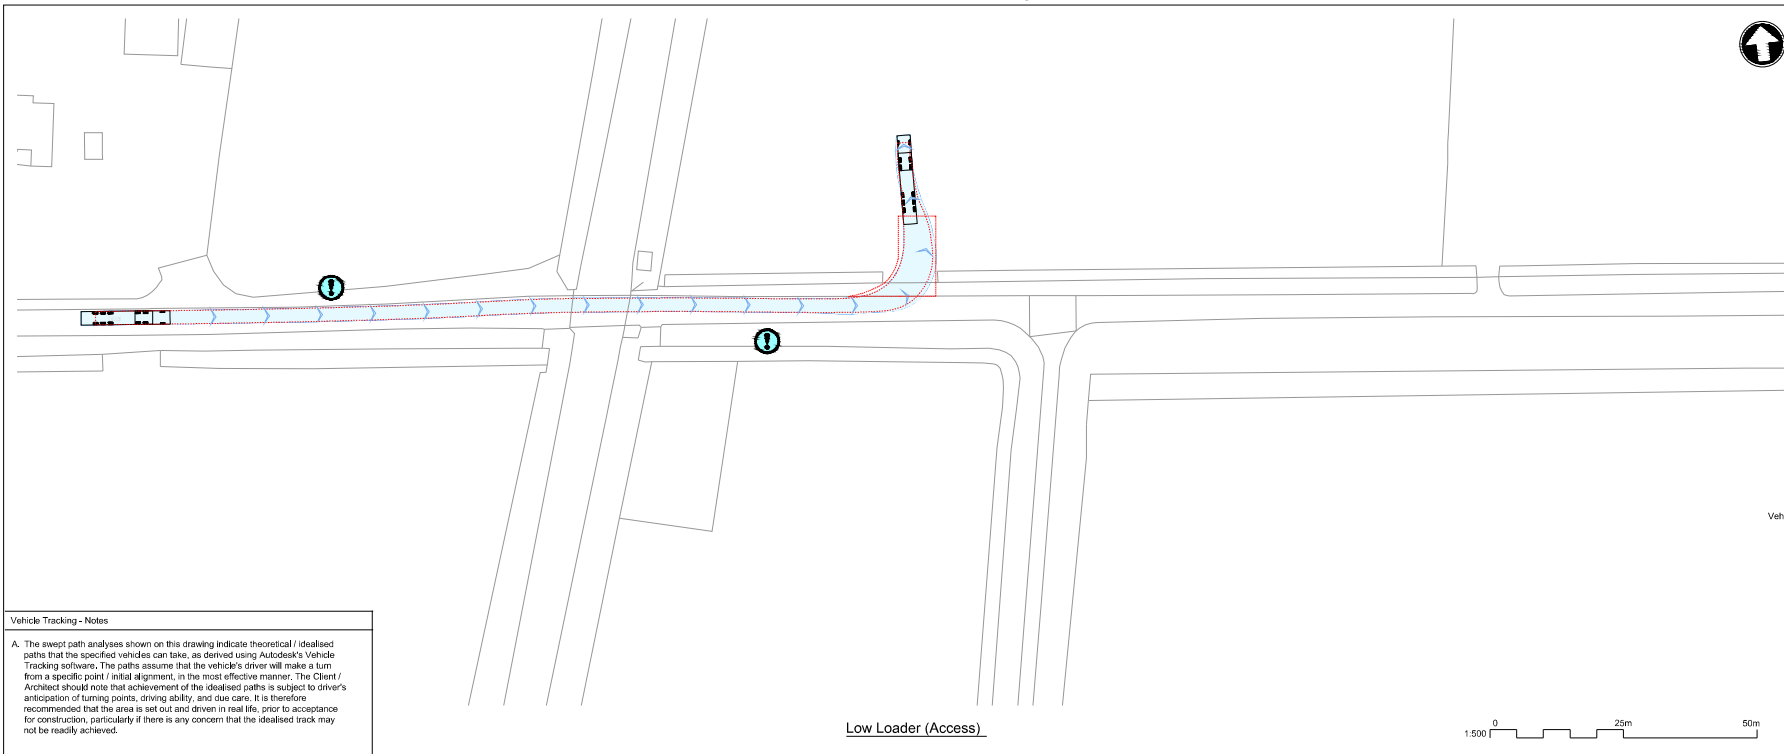 Veh
Vehicle Tracking - Notes
A. The swept path analyses shown on this drawing indicate theoretical / idealised
paths that the specified vehicles can take, as derived using Autodesk's Vehicle
Tracking software. The paths assume that the vehicle's driver will make a turn
from a specific point / initial alignment, in the most effective manner. The Client /
Architect should note that achievement of the idealised paths is subject to driver's
anticipation of turning points, driving ability, and due care. It is therefore
recommended that the area is set out and driven in real life, prior to acceptance
for construction, particularly if there is any concern that the idealised track may
not be readily achieved.
Low Loader (Access)
0 25m 50m
1:500